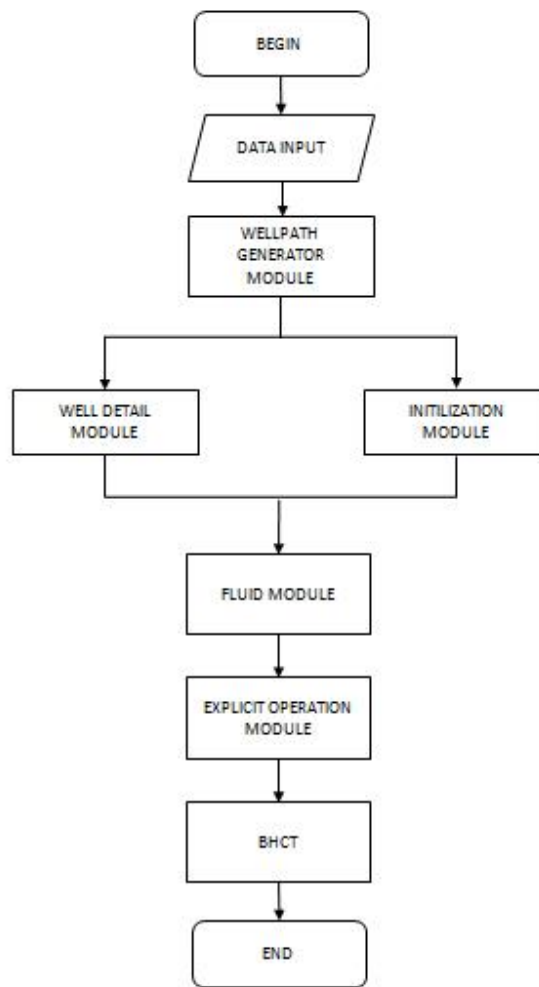 BEGIN
DATA INPUT
WELLPATH
GENERATOR
MODULE
WELL DETAIL
MODULE
INITILIZATION
MODULE
FLUID MODULE
EXPLICIT OPERATION
MODULE
BHCT
END